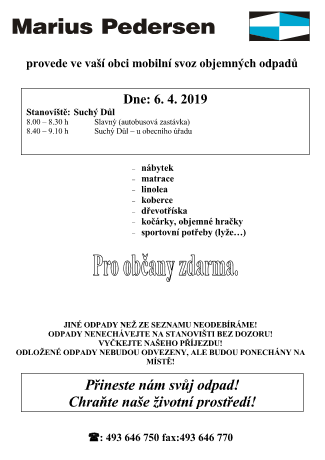 Marius Pedersen
provede ve vaší obci mobilní svoz objemných odpadů
Dne: 6. 4. 2019
Stanoviště: Suchý Důl
8.00 – 8.30 h Slavný (autobusová zastávka)
8.40 – 9.10 h Suchý Důl – u obecního úřadu
- nábytek
- matrace
- linolea
- koberce
- dřevotříska
- kočárky, objemné hračky
- sportovní potřeby (lyže…)
Pro občany zdarma.
JINÉ ODPADY NEŽ ZE SEZNAMU NEODEBÍRÁME!
ODPADY NENECHÁVEJTE NA STANOVIŠTI BEZ DOZORU!
VYČKEJTE NAŠEHO PŘÍJEZDU!
ODLOŽENÉ ODPADY NEBUDOU ODVEZENY, ALE BUDOU PONECHÁNY NA
MÍSTĚ!
Přineste nám svůj odpad!
Chraňte naše životní prostředí!
☎: 493 646 750 fax:493 646 770